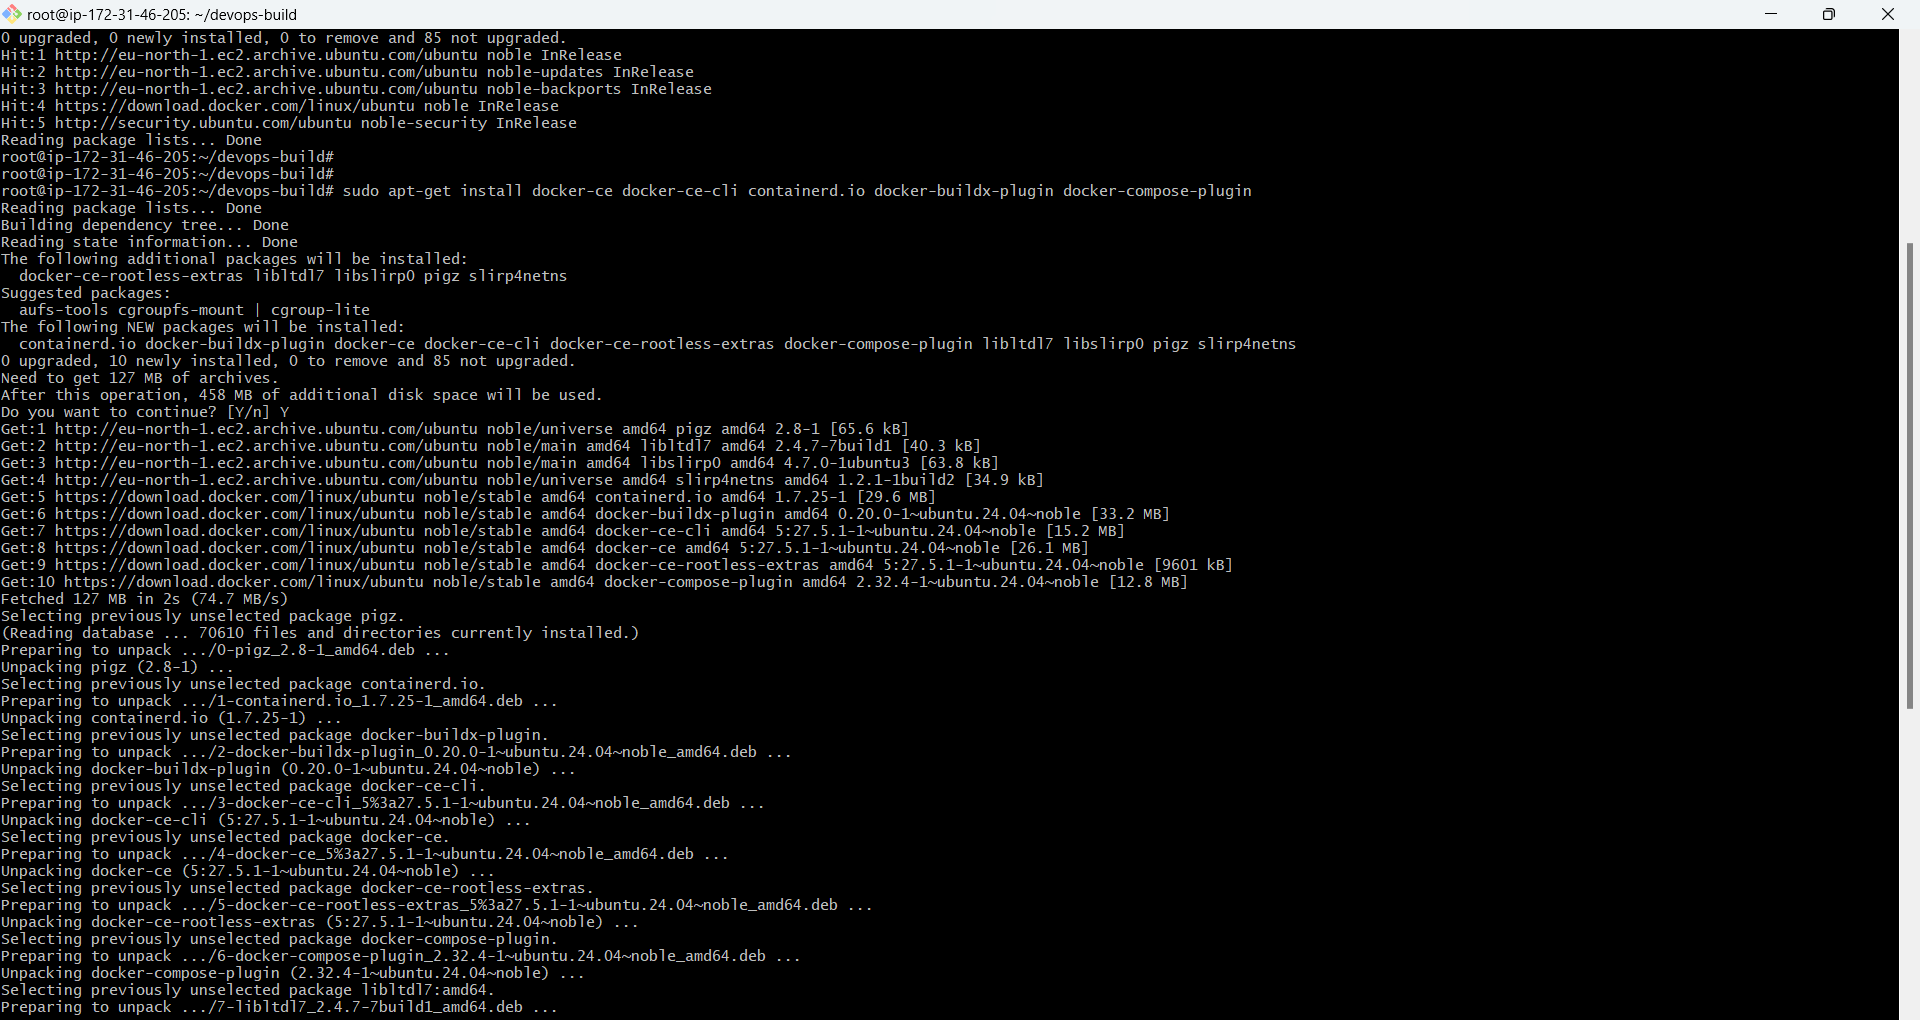 root@ip-172-31-46-205: ~/devops-build
0 upgraded, 0 newly installed, 0 to remove and 85 not upgraded.
Hit:1 http://eu-north-1.ec2.archive.ubuntu.com/ubuntu noble InRelease
Hit:2 http://eu-north-1.ec2.archive.ubuntu.com/ubuntu noble-updates InRelease
Hit:3 http://eu-north-1.ec2.archive.ubuntu.com/ubuntu noble-backports InRelease
Hit:4 https://download.docker.com/linux/ubuntu noble InRelease
Hit:5 http://security.ubuntu.com/ubuntu noble-security InRelease
Reading package lists... Done
root@ip-172-31-46-205:~/devops-build#
root@ip-172-31-46-205:~/devops-build#
root@ip-172-31-46-205:~/devops-build# sudo apt-get install docker-ce docker-ce-cli containerd.io docker-buildx-plugin docker-compose-plugin
Reading package lists... Done
Building dependency tree... Done
Reading state information... Done
The following additional packages will be installed:
  docker-ce-rootless-extras libltdl7 libslirp0 pigz slirp4netns
Suggested packages:
  aufs-tools cgroupfs-mount | cgroup-lite
The following NEW packages will be installed:
  containerd.io docker-buildx-plugin docker-ce docker-ce-cli docker-ce-rootless-extras docker-compose-plugin libltdl7 libslirp0 pigz slirp4netns
0 upgraded, 10 newly installed, 0 to remove and 85 not upgraded.
Need to get 127 MB of archives.
After this operation, 458 MB of additional disk space will be used.
Do you want to continue? [Y/n] Y
Get:1 http://eu-north-1.ec2.archive.ubuntu.com/ubuntu noble/universe amd64 pigz amd64 2.8-1 [65.6 kB]
Get:2 http://eu-north-1.ec2.archive.ubuntu.com/ubuntu noble/main amd64 libltdl7 amd64 2.4.7-7build1 [40.3 kB]
Get:3 http://eu-north-1.ec2.archive.ubuntu.com/ubuntu noble/main amd64 libslirp0 amd64 4.7.0-1ubuntu3 [63.8 kB]
Get:4 http://eu-north-1.ec2.archive.ubuntu.com/ubuntu noble/universe amd64 slirp4netns amd64 1.2.1-1build2 [34.9 kB]
Get:5 https://download.docker.com/linux/ubuntu noble/stable amd64 containerd.io amd64 1.7.25-1 [29.6 MB]
Get:6 https://download.docker.com/linux/ubuntu noble/stable amd64 docker-buildx-plugin amd64 0.20.0-1~ubuntu.24.04~noble [33.2 MB]
Get:7 https://download.docker.com/linux/ubuntu noble/stable amd64 docker-ce-cli amd64 5:27.5.1-1~ubuntu.24.04~noble [15.2 MB]
Get:8 https://download.docker.com/linux/ubuntu noble/stable amd64 docker-ce amd64 5:27.5.1-1~ubuntu.24.04~noble [26.1 MB]
Get:9 https://download.docker.com/linux/ubuntu noble/stable amd64 docker-ce-rootless-extras amd64 5:27.5.1-1~ubuntu.24.04~noble [9601 kB]
Get:10 https://download.docker.com/linux/ubuntu noble/stable amd64 docker-compose-plugin amd64 2.32.4-1~ubuntu.24.04~noble [12.8 MB]
Fetched 127 MB in 2s (74.7 MB/s)
Selecting previously unselected package pigz.
(Reading database ... 70610 files and directories currently installed.)
Preparing to unpack .../0-pigz_2.8-1_amd64.deb ...
Unpacking pigz (2.8-1) ...
Selecting previously unselected package containerd.io.
Preparing to unpack .../1-containerd.io_1.7.25-1_amd64.deb ...
Unpacking containerd.io (1.7.25-1) ...
Selecting previously unselected package docker-buildx-plugin.
Preparing to unpack .../2-docker-buildx-plugin_0.20.0-1~ubuntu.24.04~noble_amd64.deb ...
Unpacking docker-buildx-plugin (0.20.0-1~ubuntu.24.04~noble) ...
Selecting previously unselected package docker-ce-cli.
Preparing to unpack .../3-docker-ce-cli_5%3a27.5.1-1~ubuntu.24.04~noble_amd64.deb ...
Unpacking docker-ce-cli (5:27.5.1-1~ubuntu.24.04~noble) ...
Selecting previously unselected package docker-ce.
Preparing to unpack .../4-docker-ce_5%3a27.5.1-1~ubuntu.24.04~noble_amd64.deb ...
Unpacking docker-ce (5:27.5.1-1~ubuntu.24.04~noble) ...
Selecting previously unselected package docker-ce-rootless-extras.
Preparing to unpack .../5-docker-ce-rootless-extras_5%3a27.5.1-1~ubuntu.24.04~noble_amd64.deb ...
Unpacking docker-ce-rootless-extras (5:27.5.1-1~ubuntu.24.04~noble) ...
Selecting previously unselected package docker-compose-plugin.
Preparing to unpack .../6-docker-compose-plugin_2.32.4-1~ubuntu.24.04~noble_amd64.deb ...
Unpacking docker-compose-plugin (2.32.4-1~ubuntu.24.04~noble) ...
Selecting previously unselected package libltdl7:amd64.
Preparing to unpack .../7-libltdl7_2.4.7-7build1_amd64.deb ...